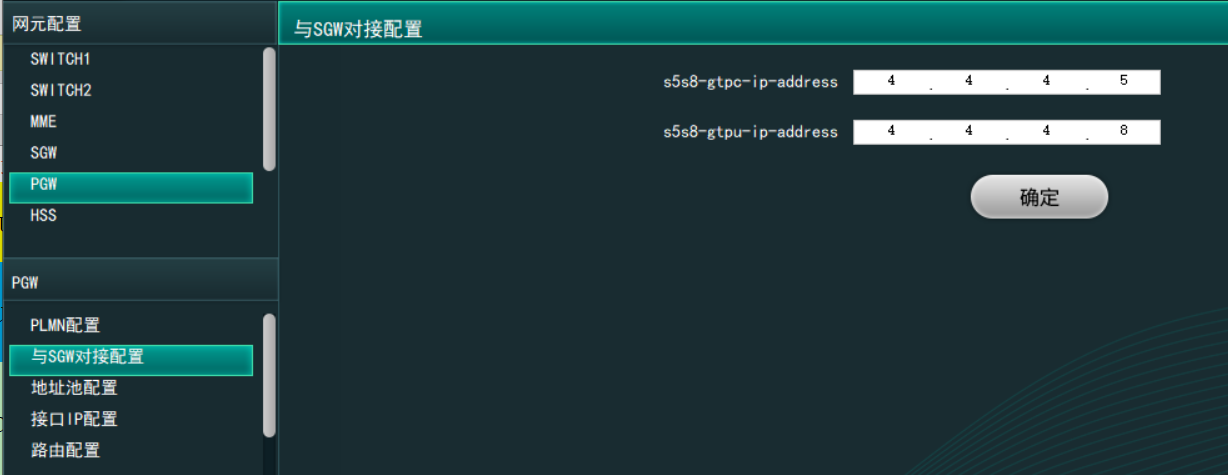 网元配置
SWITCH1
SWITCH2
MME
SGW
PGW
HSS
PGW
PLMN配置
与SGW对接配置
地址池配置
接口IP配置
路由配置
与SGW对接配置
s5s8-gtpc-ip-address 4 . 4 . 4 . 5
s5s8-gtpu-ip-address 4 . 4 . 4 . 8
确定